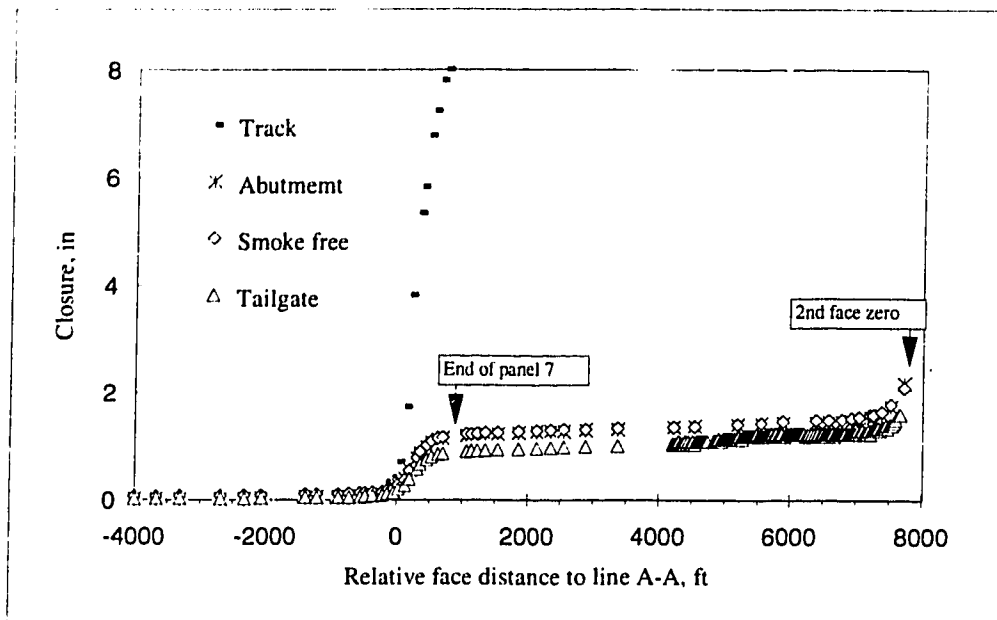 8
6
4
2
0
Closure, in
Track
Abutmemt
Smoke free
Tailgate
End of panel 7
2nd face zero
-4000
-2000
0
2000
4000
6000
8000
Relative face distance to line A-A, ft